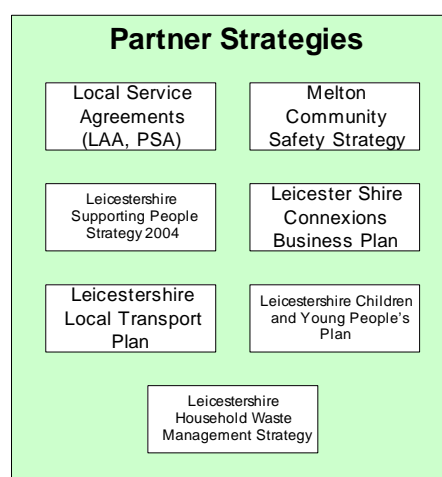 Partner Strategies
Local Service
Agreements
(LAA, PSA)
Melton
Community
Safety Strategy
Leicestershire
Supporting People
Strategy 2004
Leicester Shire
Connexions
Business Plan
Leicestershire
Local Transport
Plan
Leicestershire Children
and Young People's
Plan
Leicestershire
Household Waste
Management Strategy